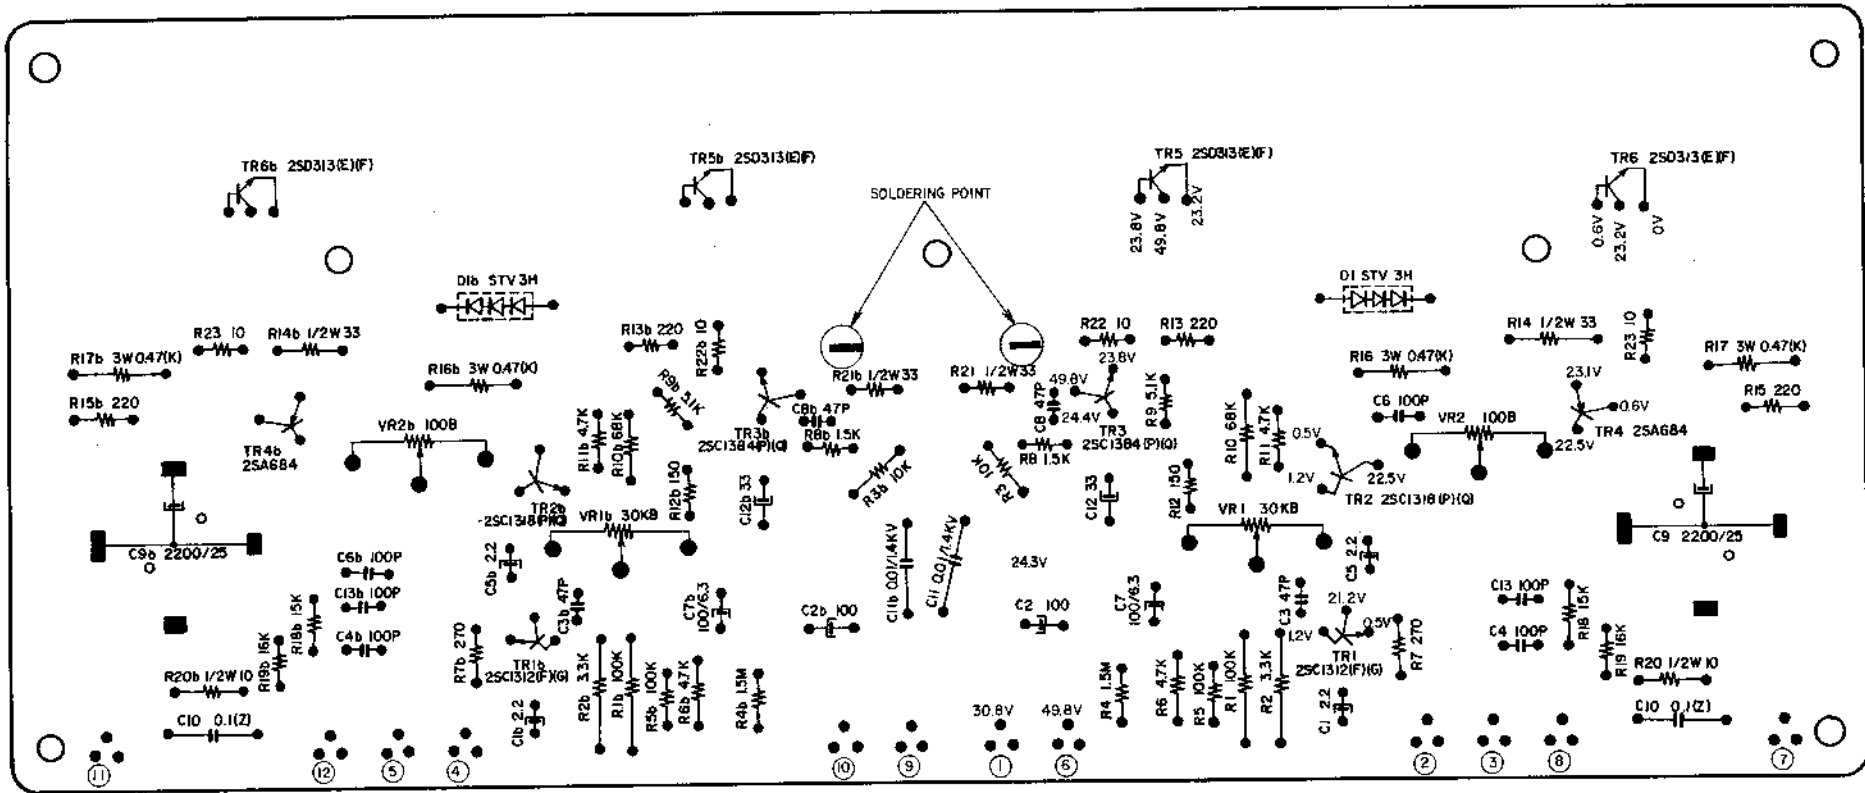 TR6b 2SD313(E)(F)
TR5b 2SD313(E)(F)
TR5 2SD313(E)(F)
TR6 2SD313(E)(F)
SOLDERING POINT
23.8V
49.8V
23.2V
0.6V
23.2V
0V
D1b STV 3H
D1 STV 3H
R23 10
R14b 1/2W 33
R13b 220
R22b 10
R22 10
R13 220
R14 1/2W 33
R23 10
R17b 3W 0.47(K)
R16b 3W 0.47(K)
R9b 5.1K
R21b 1/2W 33
R21 1/2W 33
23.8V
49.8V
R16 3W 0.47(K)
R17 3W 0.47(K)
R15b 220
C8b 47P
C8 47P
24.4V
R9 5.1K
C6 100P
23.1V
0.6V
R15 220
TR4b
2SA684
VR2b 100B
R11b 4.7K
R10b 68K
TR3b
2SC1384(P)(Q)
R8b 1.5K
R8 1.5K
TR3
2SC1384(P)(Q)
R10 68K
R11 4.7K
0.5V
VR2 100B
TR4 2SA684
22.5V
R3b 10K
R3 10K
1.2V
22.5V
TR2b
2SC1318(P)(Q)
R12b 150
C12b 33
C12 33
R12 150
TR2 2SC1318(P)(Q)
VR1b 30KB
VR1 30KB
C9b 2200/25
C9 2200/25
C6b 100P
C5b 2.2
C11b 0.01/1.4KV
C11 0.01/1.4KV
24.3V
C5 2.2
C13b 100P
C3b 47P
C7b
100/6.3
C2b 100
C2 100
C7
100/6.3
C3 47P
21.2V
0.5V
1.2V
C13 100P
R18b 15K
C4b 100P
R18 15K
C4 100P
R19b 16K
R7b 270
TR1b
2SC1312(F)(G)
TR1
2SC1312(F)(G)
R7 270
R19 16K
R20b 1/2W 10
R2b 3.3K
R1b 100K
R5b 100K
R6b 4.7K
R4b 1.5M
R4 1.5M
R6 4.7K
R5 100K
R1 100K
R2 3.3K
R20 1/2W 10
C10 0.1(Z)
C1b 2.2
30.8V
49.8V
C1 2.2
C10 0.1(Z)
11
12
5
4
10
9
1
6
2
3
8
7